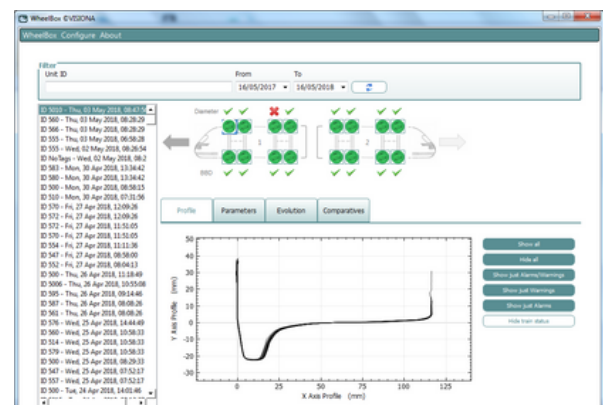 WheelBox ©VISIONA
WheelBox Configure About
Filter
Unit ID From To
16/05/2017 16/05/2018
Diameter
1 2
BBD
ID 5010 - Thu, 03 May 2018, 08:47:5
ID 560 - Thu, 03 May 2018, 08:28:29
ID 566 - Thu, 03 May 2018, 08:28:29
ID 555 - Thu, 03 May 2018, 06:58:28
ID 555 - Wed, 02 May 2018, 08:26:54
ID NoTags - Wed, 02 May 2018, 08:2
ID 583 - Mon, 30 Apr 2018, 13:34:42
ID 580 - Mon, 30 Apr 2018, 13:34:42
ID 500 - Mon, 30 Apr 2018, 08:58:15
ID 510 - Mon, 30 Apr 2018, 07:31:56
ID 570 - Fri, 27 Apr 2018, 12:09:26
ID 572 - Fri, 27 Apr 2018, 12:09:26
ID 572 - Fri, 27 Apr 2018, 11:51:05
ID 570 - Fri, 27 Apr 2018, 11:51:05
ID 554 - Fri, 27 Apr 2018, 11:11:36
ID 547 - Fri, 27 Apr 2018, 08:58:00
ID 552 - Fri, 27 Apr 2018, 08:04:13
ID 500 - Thu, 26 Apr 2018, 11:18:49
ID 5006 - Thu, 26 Apr 2018, 10:55:08
ID 595 - Thu, 26 Apr 2018, 09:14:46
ID 587 - Thu, 26 Apr 2018, 08:08:26
ID 561 - Thu, 26 Apr 2018, 08:08:26
ID 576 - Wed, 25 Apr 2018, 14:44:49
ID 560 - Wed, 25 Apr 2018, 10:58:33
ID 514 - Wed, 25 Apr 2018, 10:58:33
ID 579 - Wed, 25 Apr 2018, 10:58:33
ID 500 - Wed, 25 Apr 2018, 08:29:33
ID 547 - Wed, 25 Apr 2018, 07:52:17
ID 557 - Wed, 25 Apr 2018, 07:52:17
ID 500 - Tue, 24 Apr 2018, 14:01:46
Profile Parameters Evolution Comparatives
Y Axis Profile (mm)
50
40
30
20
10
0
-10
-20
-30
-25 0 25 50 75 100 125
X Axis Profile (mm)
Show all
Hide all
Show just Alarms/Warnings
Show just Warnings
Show just Alarms
Hide train status